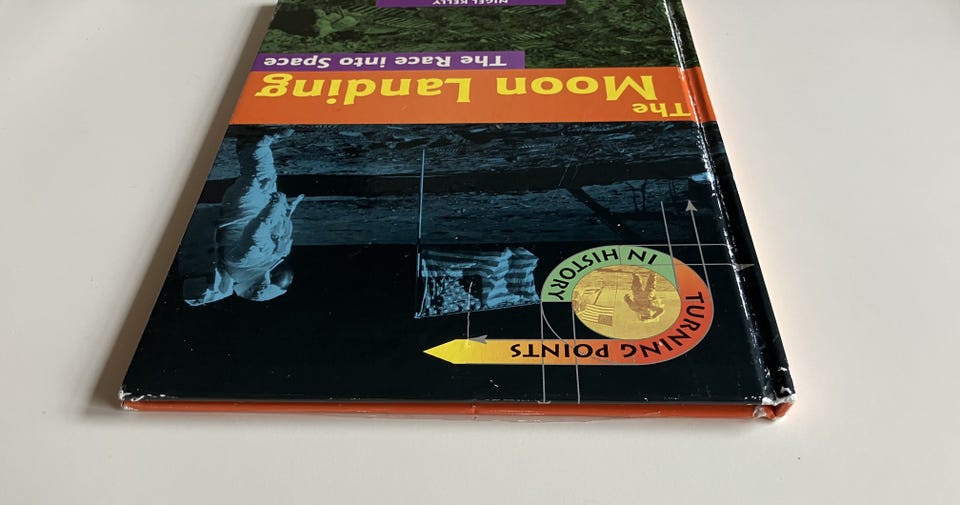 TURNING POINTS
IN HISTORY
The
Moon Landing
The Race into Space
NIGEL KELLY